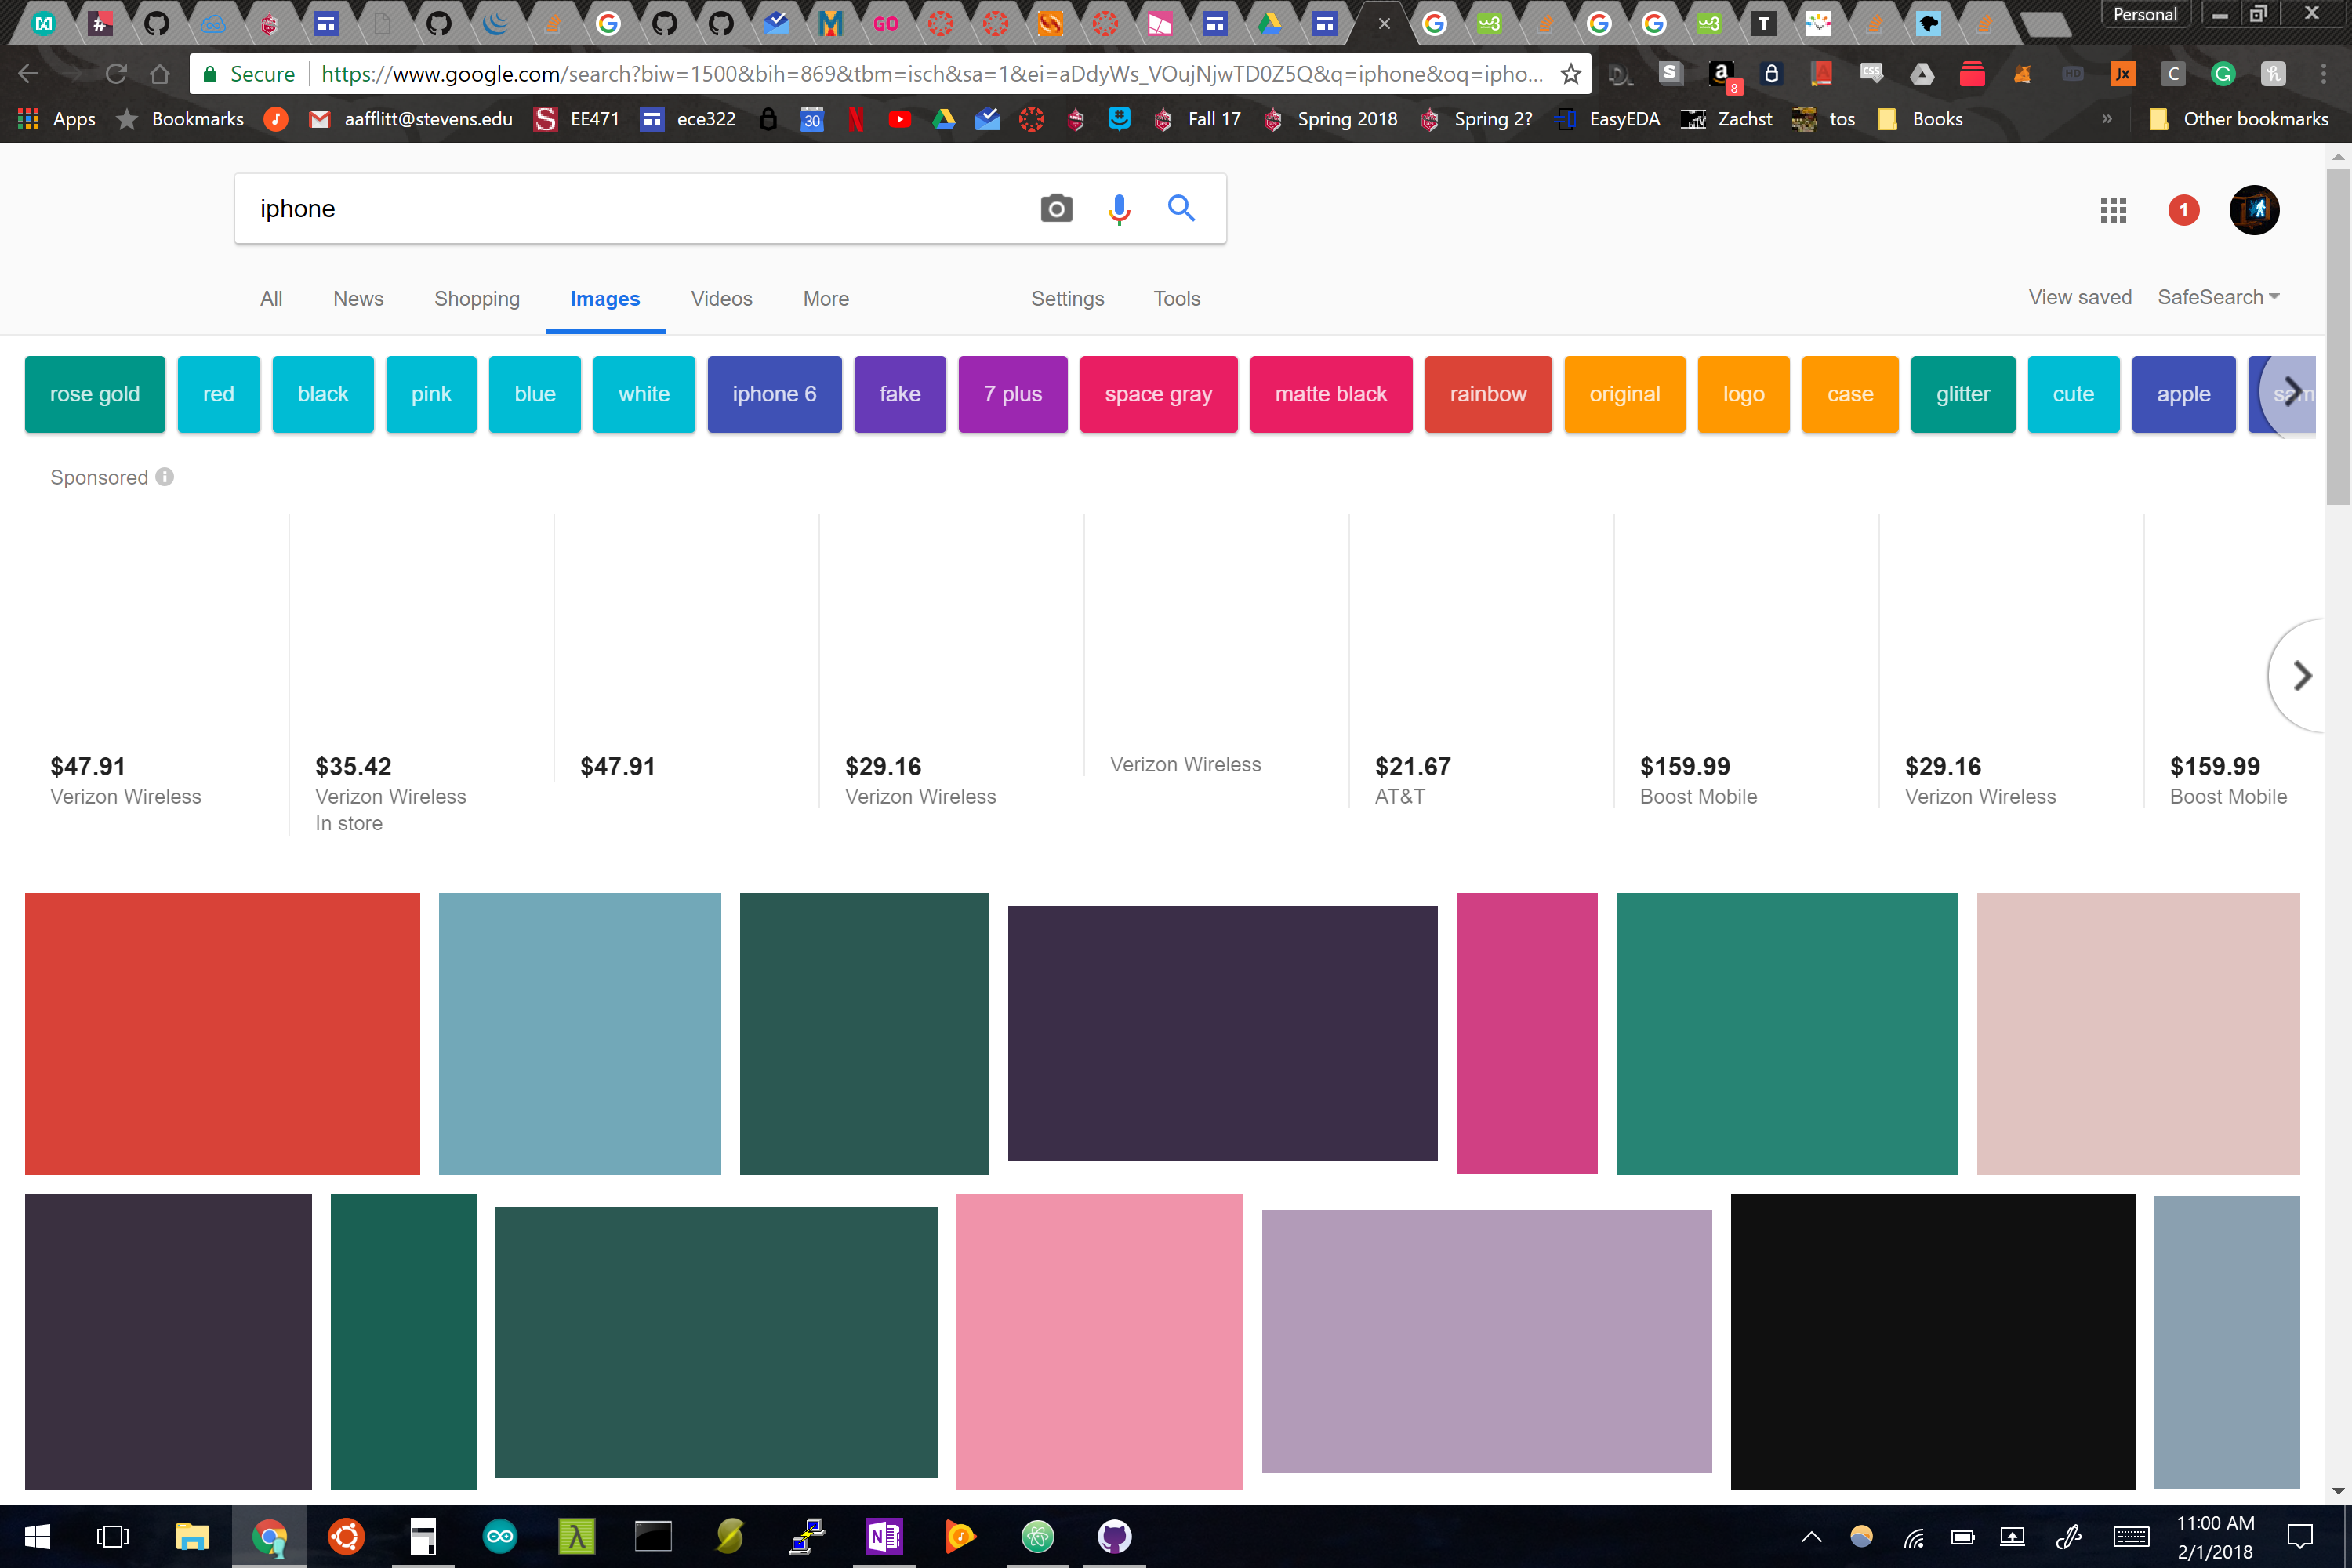 GO
Personal
Secure
https://www.google.com/search?biw=1500&bih=869&tbm=isch&sa=1&ei=aDdyWs_VOujNjwTD0Z5Q&q=iphone&oq=ipho...
8
Apps Bookmarks aafflitt@stevens.edu EE471 ece322 30 Fall 17 Spring 2018 Spring 2? EasyEDA Zachst tos Books » Other bookmarks
iphone
1
All News Shopping Images Videos More Settings Tools View saved SafeSearch
rose gold red black pink blue white iphone 6 fake 7 plus space gray matte black rainbow original logo case glitter cute apple sam
Sponsored
$47.91 $35.42 $47.91 $29.16 Verizon Wireless $21.67 $159.99 $29.16 $159.99
Verizon Wireless Verizon Wireless Verizon Wireless AT&T Boost Mobile Verizon Wireless Boost Mobile
In store
11:00 AM
2/1/2018